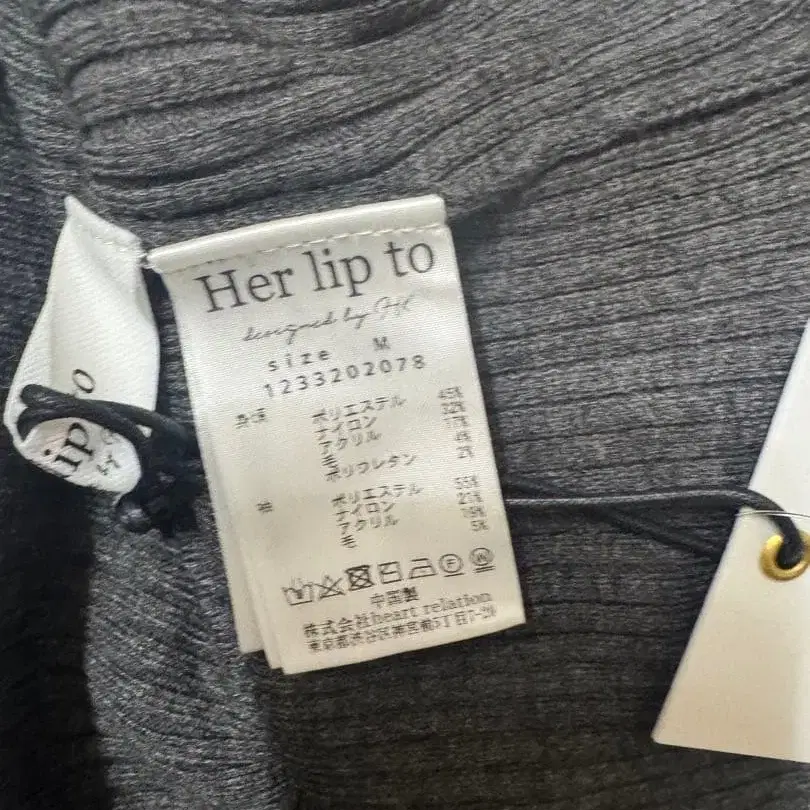 Her lip to
designed by
size M
1233202078
身頃 ポリエステル 45%
ナイロン 32%
アクリル 17%
毛 4%
ポリウレタン 2%
袖 ポリエステル 55%
ナイロン 21%
アクリル 19%
毛 5%
中国製
株式会社heart relation
東京都渋谷区神宮前5丁目7-20
ip to